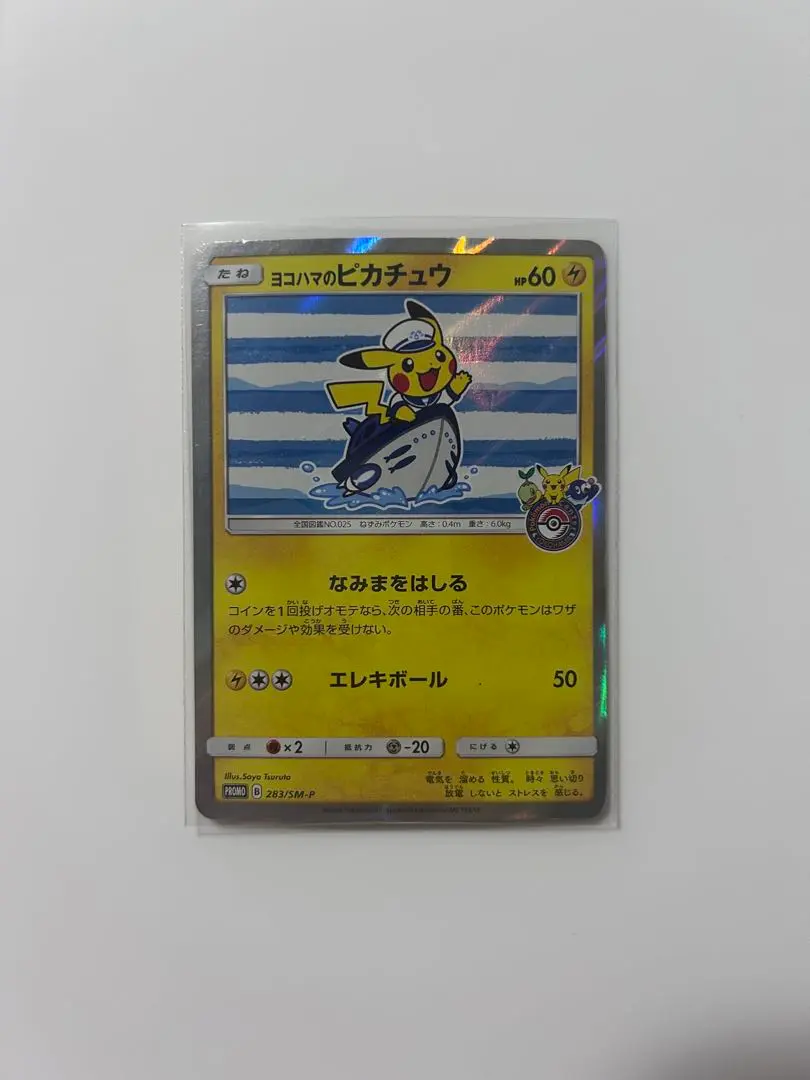 たね ヨコハマのピカチュウ HP60
全国図鑑NO.025 ねずみポケモン 高さ:0.4m 重さ:6.0kg
なみまをはしる
コインを1回投げオモテなら、次の相手の番、このポケモンはワザ
のダメージや効果を受けない。
エレキボール 50
弱点 ×2 抵抗力 -20 にげる
Illus.Saya Tsuruta
電気を 溜める 性質。 時々 思い切り
放電 しないと ストレスを 感じる。
PROMO B 283/SM-P